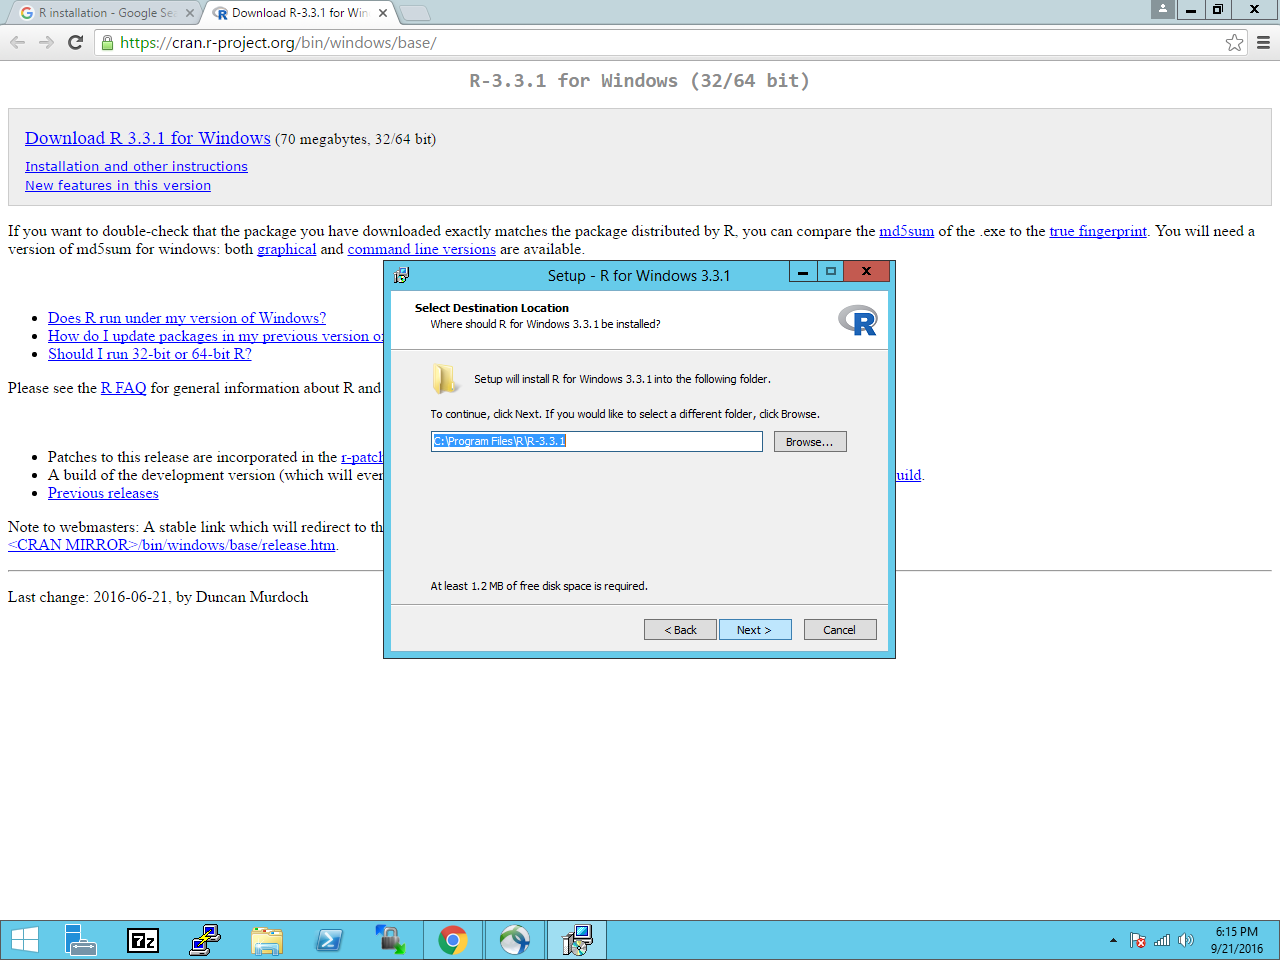 R installation - Google Se
Download R-3.3.1 for Win
https://cran.r-project.org/bin/windows/base/
R-3.3.1 for Windows (32/64 bit)
Download R 3.3.1 for Windows (70 megabytes, 32/64 bit)
Installation and other instructions
New features in this version
If you want to double-check that the package you have downloaded exactly matches the package distributed by R, you can compare the md5sum of the .exe to the true fingerprint. You will need a
version of md5sum for windows: both graphical and command line versions are available.
Does R run under my version of Windows?
How do I update packages in my previous version o
Should I run 32-bit or 64-bit R?
Please see the R FAQ for general information about R and
Patches to this release are incorporated in the r-patch
A build of the development version (which will ever
uild.
Previous releases
Note to webmasters: A stable link which will redirect to th
<CRAN MIRROR>/bin/windows/base/release.htm.
Last change: 2016-06-21, by Duncan Murdoch
Setup - R for Windows 3.3.1
Select Destination Location
Where should R for Windows 3.3.1 be installed?
R
Setup will install R for Windows 3.3.1 into the following folder.
To continue, click Next. If you would like to select a different folder, click Browse.
C:\Program Files\R\R-3.3.1
Browse...
At least 1.2 MB of free disk space is required.
< Back
Next >
Cancel
7z
6:15 PM
9/21/2016